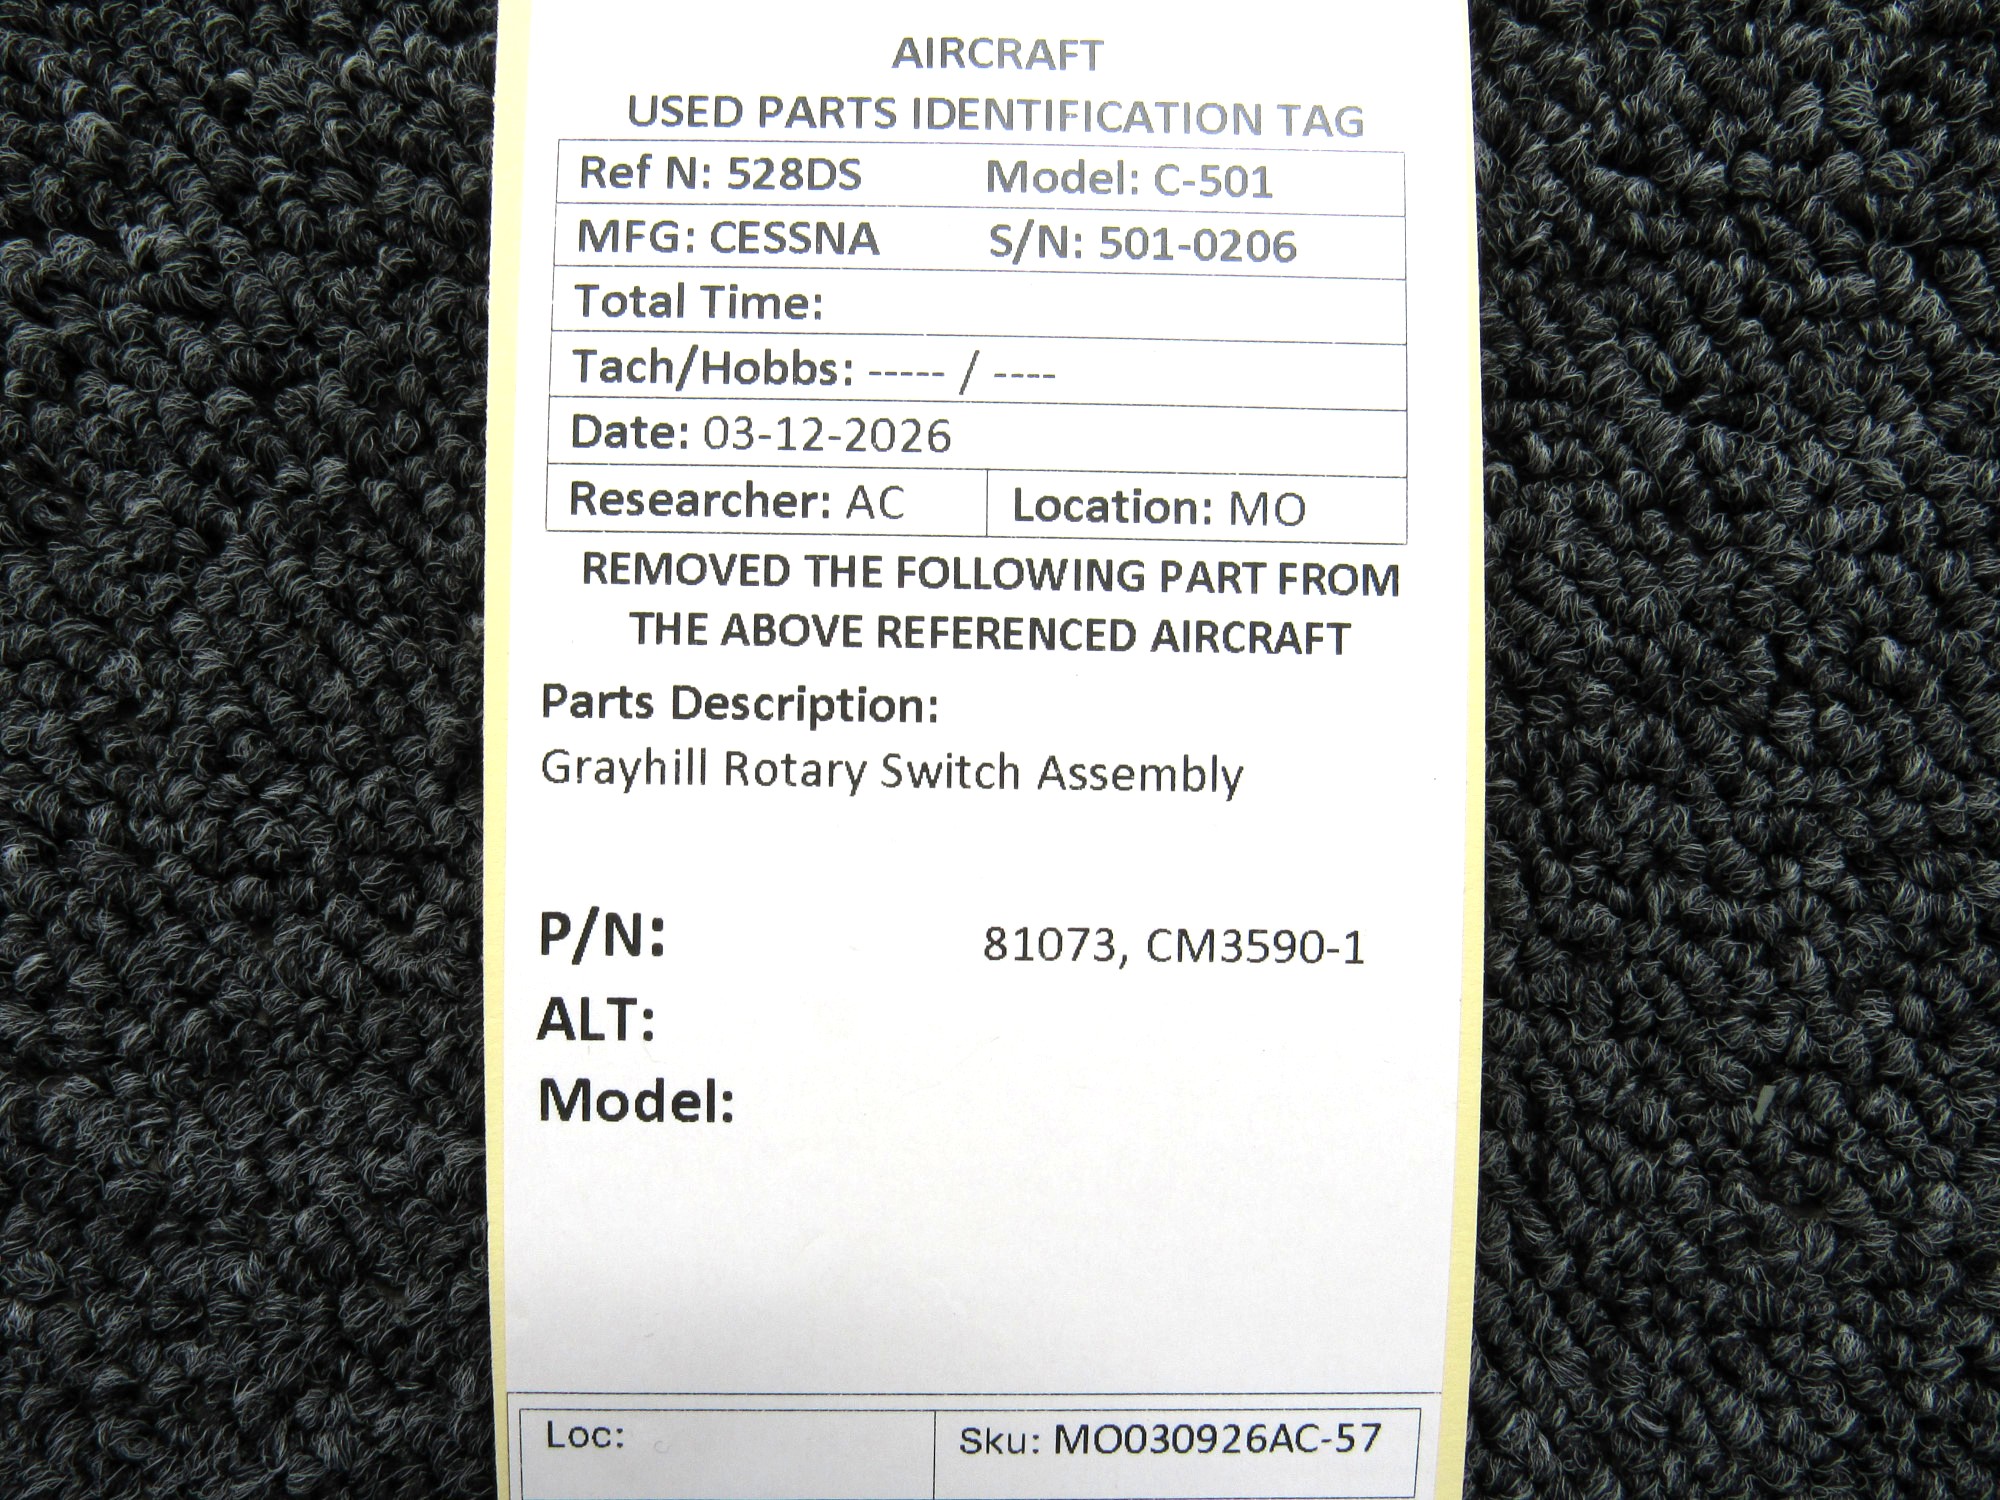 AIRCRAFT
USED PARTS IDENTIFICATION TAG
Ref N: 528DS Model: C-501
MFG: CESSNA S/N: 501-0206
Total Time:
Tach/Hobbs: ----- / ----
Date: 03-12-2026
Researcher: AC Location: MO
REMOVED THE FOLLOWING PART FROM
THE ABOVE REFERENCED AIRCRAFT
Parts Description:
Grayhill Rotary Switch Assembly
P/N: 81073, CM3590-1
ALT:
Model:
Loc: Sku: MO030926AC-57